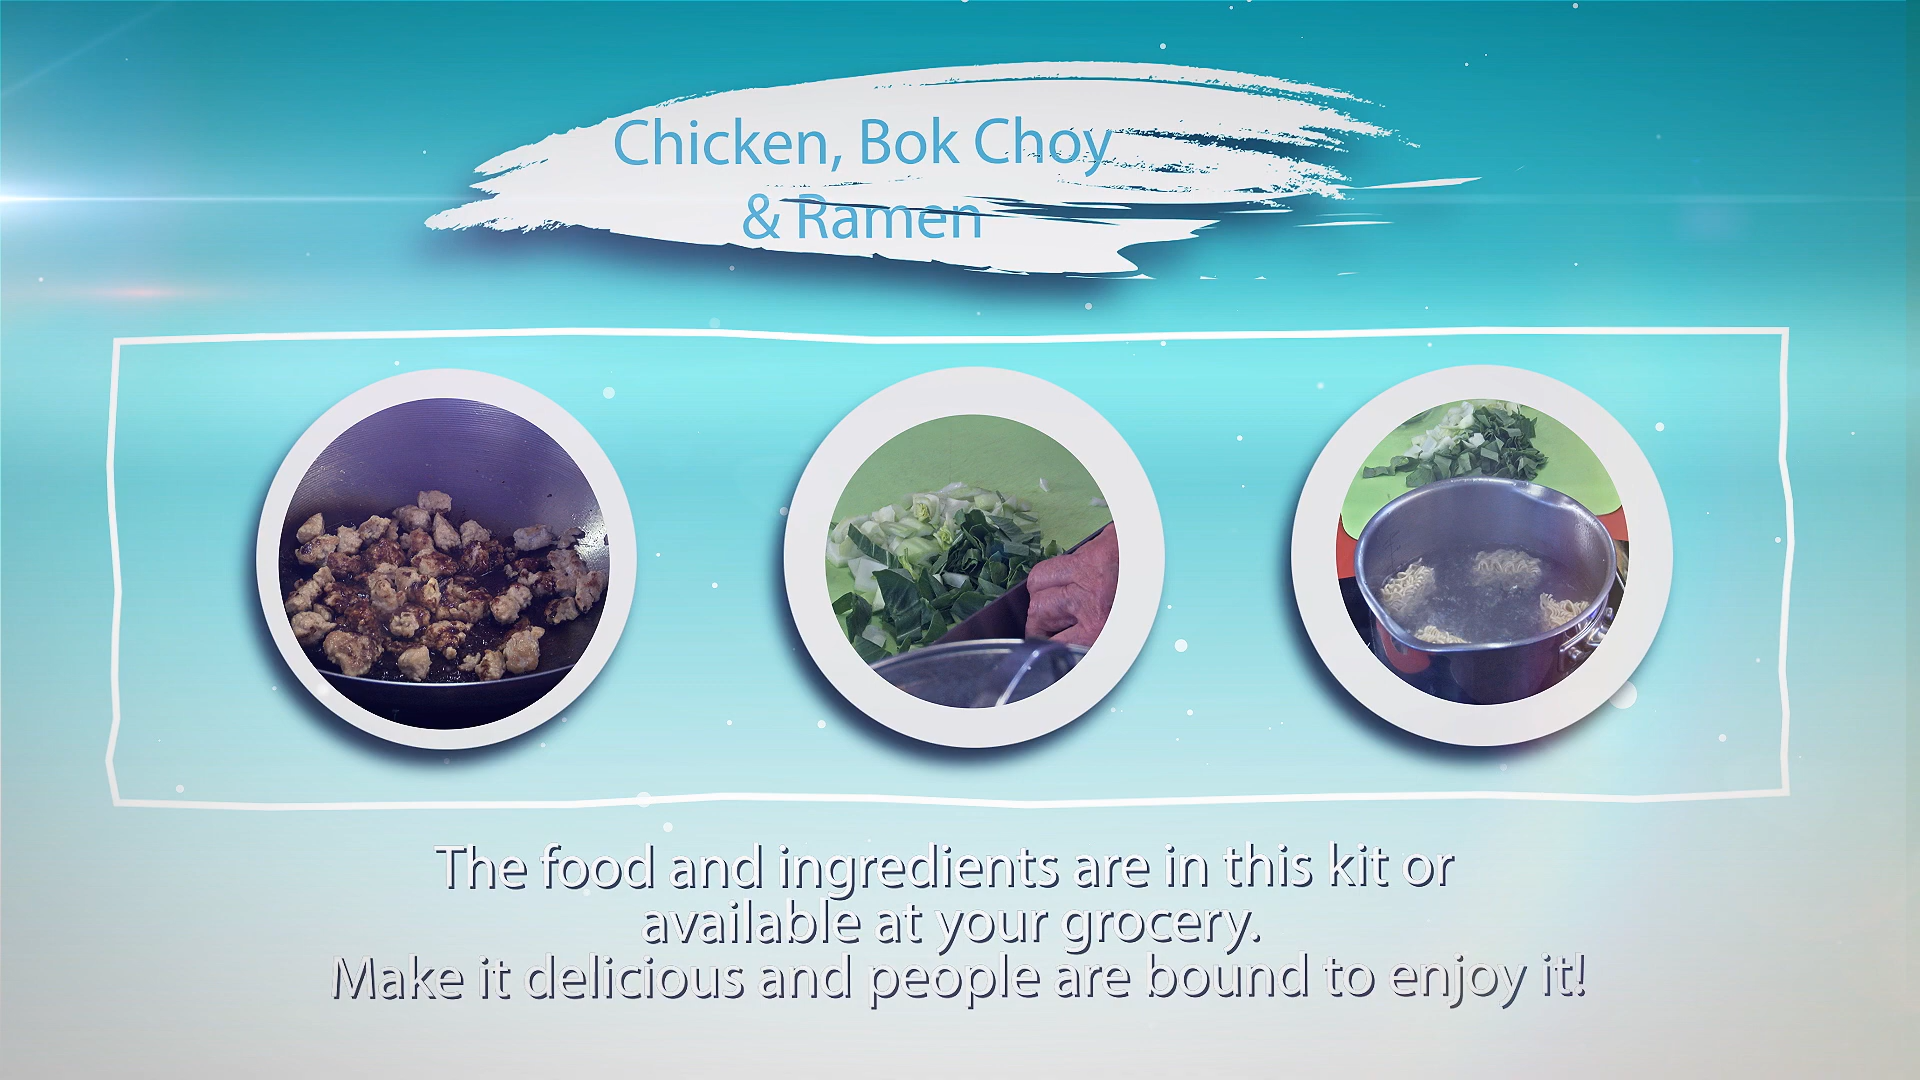 Chicken, Bok Choy
& Ramen
The food and ingredients are in this kit or
available at your grocery.
Make it delicious and people are bound to enjoy it!